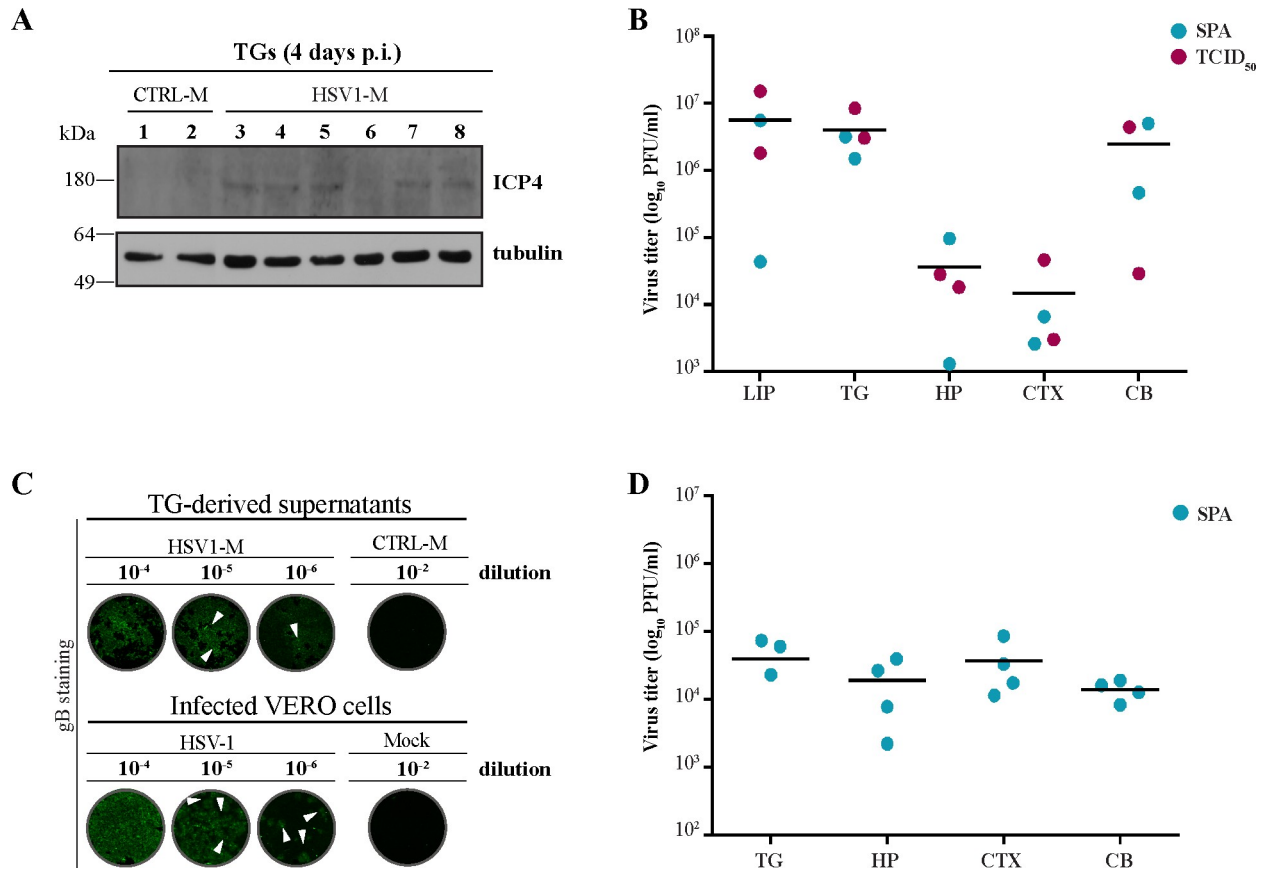 A
TGs (4 days p.i.)
CTRL-M HSV1-M
kDa 1 2 3 4 5 6 7 8
180 ICP4
64 tubulin
49
B
SPA
TCID₅₀
Virus titer (log₁₀ PFU/ml)
10⁸
10⁷
10⁶
10⁵
10⁴
10³
LIP TG HP CTX CB
C
TG-derived supernatants
HSV1-M CTRL-M
10⁻⁴ 10⁻⁵ 10⁻⁶ 10⁻² dilution
gB staining
Infected VERO cells
HSV-1 Mock
10⁻⁴ 10⁻⁵ 10⁻⁶ 10⁻² dilution
D
SPA
Virus titer (log₁₀ PFU/ml)
10⁷
10⁶
10⁵
10⁴
10³
10²
TG HP CTX CB